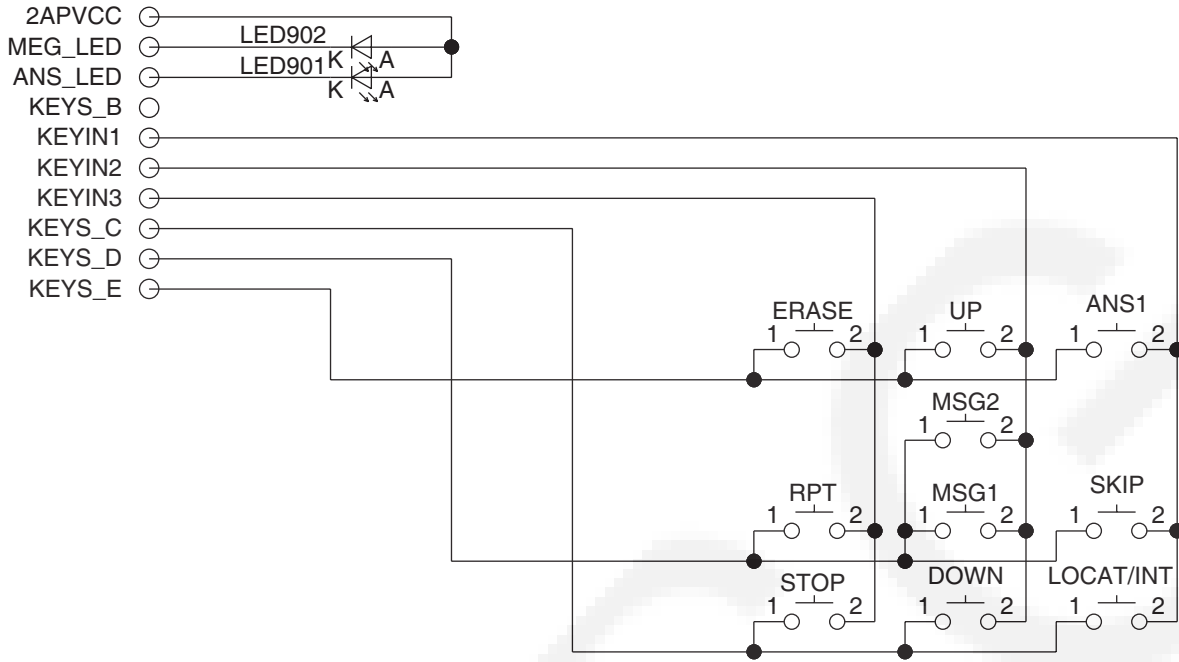 2APVCC
MEG_LED
LED902
K
A
ANS_LED
LED901
K
A
KEYS_B
KEYIN1
KEYIN2
KEYIN3
KEYS_C
KEYS_D
KEYS_E
ERASE
1 2
UP
1 2
ANS1
1 2
MSG2
1 2
RPT
1 2
MSG1
1 2
SKIP
1 2
STOP
1 2
DOWN
1 2
LOCAT/INT
1 2